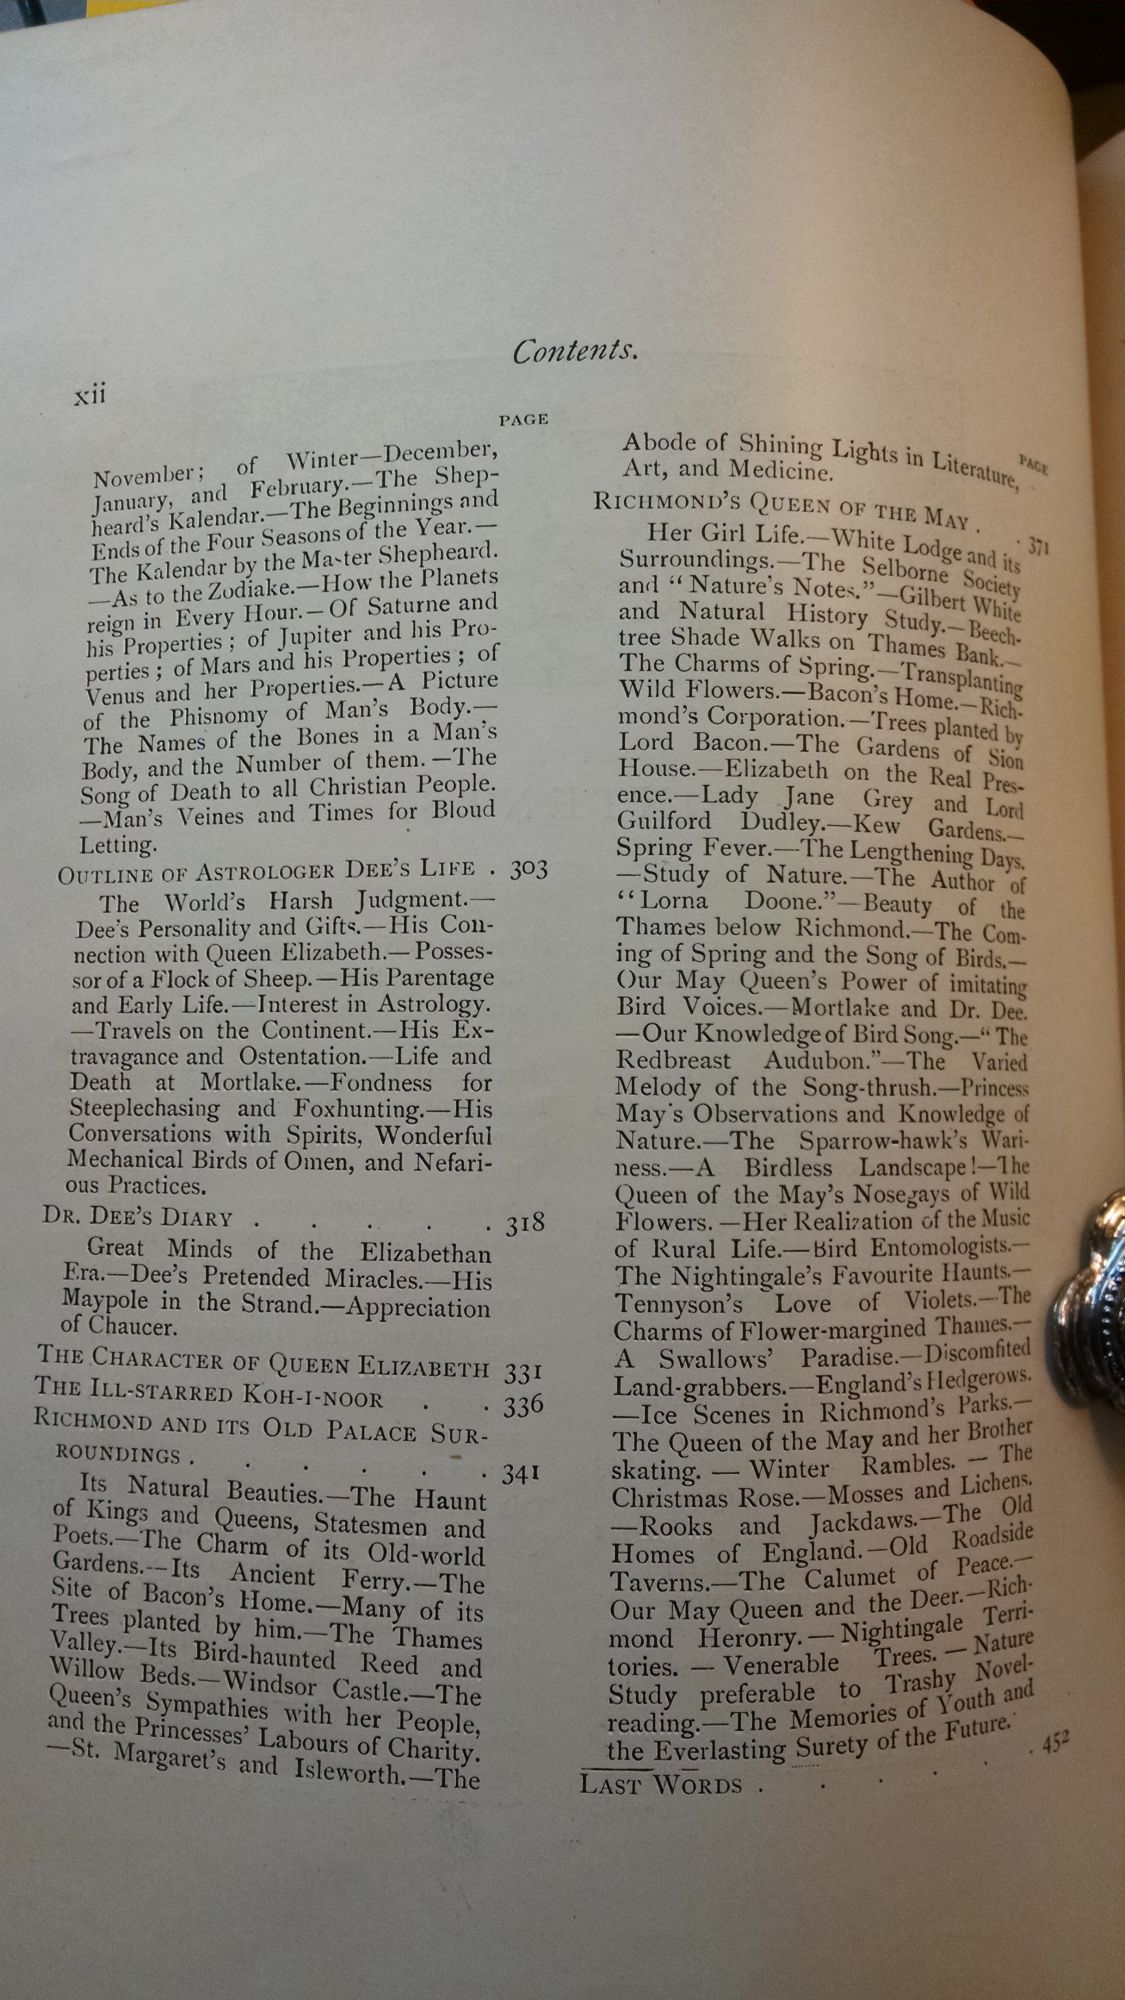 Contents.
xii
PAGE
November; of Winter—December,
January, and February.—The Shep-
heard's Kalendar.—The Beginnings and
Ends of the Four Seasons of the Year.—
The Kalendar by the Master Shepheard.
—As to the Zodiake.—How the Planets
reign in Every Hour.—Of Saturne and
his Properties; of Jupiter and his Pro-
perties; of Mars and his Properties; of
Venus and her Properties.—A Picture
of the Phisnomy of Man's Body.—
The Names of the Bones in a Man's
Body, and the Number of them.—The
Song of Death to all Christian People.
—Man's Veines and Times for Bloud
Letting.
OUTLINE OF ASTROLOGER DEE'S LIFE . 303
The World's Harsh Judgment.—
Dee's Personality and Gifts.—His Con-
nection with Queen Elizabeth.—Posses-
sor of a Flock of Sheep.—His Parentage
and Early Life.—Interest in Astrology.
—Travels on the Continent.—His Ex-
travagance and Ostentation.—Life and
Death at Mortlake.—Fondness for
Steeplechasing and Foxhunting.—His
Conversations with Spirits, Wonderful
Mechanical Birds of Omen, and Nefari-
ous Practices.
DR. DEE'S DIARY . . . . . 318
Great Minds of the Elizabethan
Era.—Dee's Pretended Miracles.—His
Maypole in the Strand.—Appreciation
of Chaucer.
THE CHARACTER OF QUEEN ELIZABETH 331
THE ILL-STARRED KOH-I-NOOR . . 336
RICHMOND AND ITS OLD PALACE SUR-
ROUNDINGS . . . . . . 341
Its Natural Beauties.—The Haunt
of Kings and Queens, Statesmen and
Poets.—The Charm of its Old-world
Gardens.—Its Ancient Ferry.—The
Site of Bacon's Home.—Many of its
Trees planted by him.—The Thames
Valley.—Its Bird-haunted Reed and
Willow Beds.—Windsor Castle.—The
Queen's Sympathies with her People,
and the Princesses' Labours of Charity.
—St. Margaret's and Isleworth.—The
PAGE
Abode of Shining Lights in Literature,
Art, and Medicine.
RICHMOND'S QUEEN OF THE MAY . . 371
Her Girl Life.—White Lodge and its
Surroundings.—The Selborne Society
and "Nature's Notes."—Gilbert White
and Natural History Study.—Beech-
tree Shade Walks on Thames Bank.—
The Charms of Spring.—Transplanting
Wild Flowers.—Bacon's Home.—Rich-
mond's Corporation.—Trees planted by
Lord Bacon.—The Gardens of Sion
House.—Elizabeth on the Real Pres-
ence.—Lady Jane Grey and Lord
Guilford Dudley.—Kew Gardens.—
Spring Fever.—The Lengthening Days.
—Study of Nature.—The Author of
"Lorna Doone."—Beauty of the
Thames below Richmond.—The Com-
ing of Spring and the Song of Birds.—
Our May Queen's Power of imitating
Bird Voices.—Mortlake and Dr. Dee.
—Our Knowledge of Bird Song.—"The
Redbreast Audubon."—The Varied
Melody of the Song-thrush.—Princess
May's Observations and Knowledge of
Nature.—The Sparrow-hawk's Wari-
ness.—A Birdless Landscape!—The
Queen of the May's Nosegays of Wild
Flowers.—Her Realization of the Music
of Rural Life.—Bird Entomologists.—
The Nightingale's Favourite Haunts.—
Tennyson's Love of Violets.—The
Charms of Flower-margined Thames.—
A Swallows' Paradise.—Discomfited
Land-grabbers.—England's Hedgerows.
—Ice Scenes in Richmond's Parks.—
The Queen of the May and her Brother
skating.—Winter Rambles.—The
Christmas Rose.—Mosses and Lichens.
—Rooks and Jackdaws.—The Old
Homes of England.—Old Roadside
Taverns.—The Calumet of Peace.—
Our May Queen and the Deer.—Rich-
mond Heronry.—Nightingale Terri-
tories.—Venerable Trees.—Nature
Study preferable to Trashy Novel-
reading.—The Memories of Youth and
the Everlasting Surety of the Future.
LAST WORDS . . . . . 452